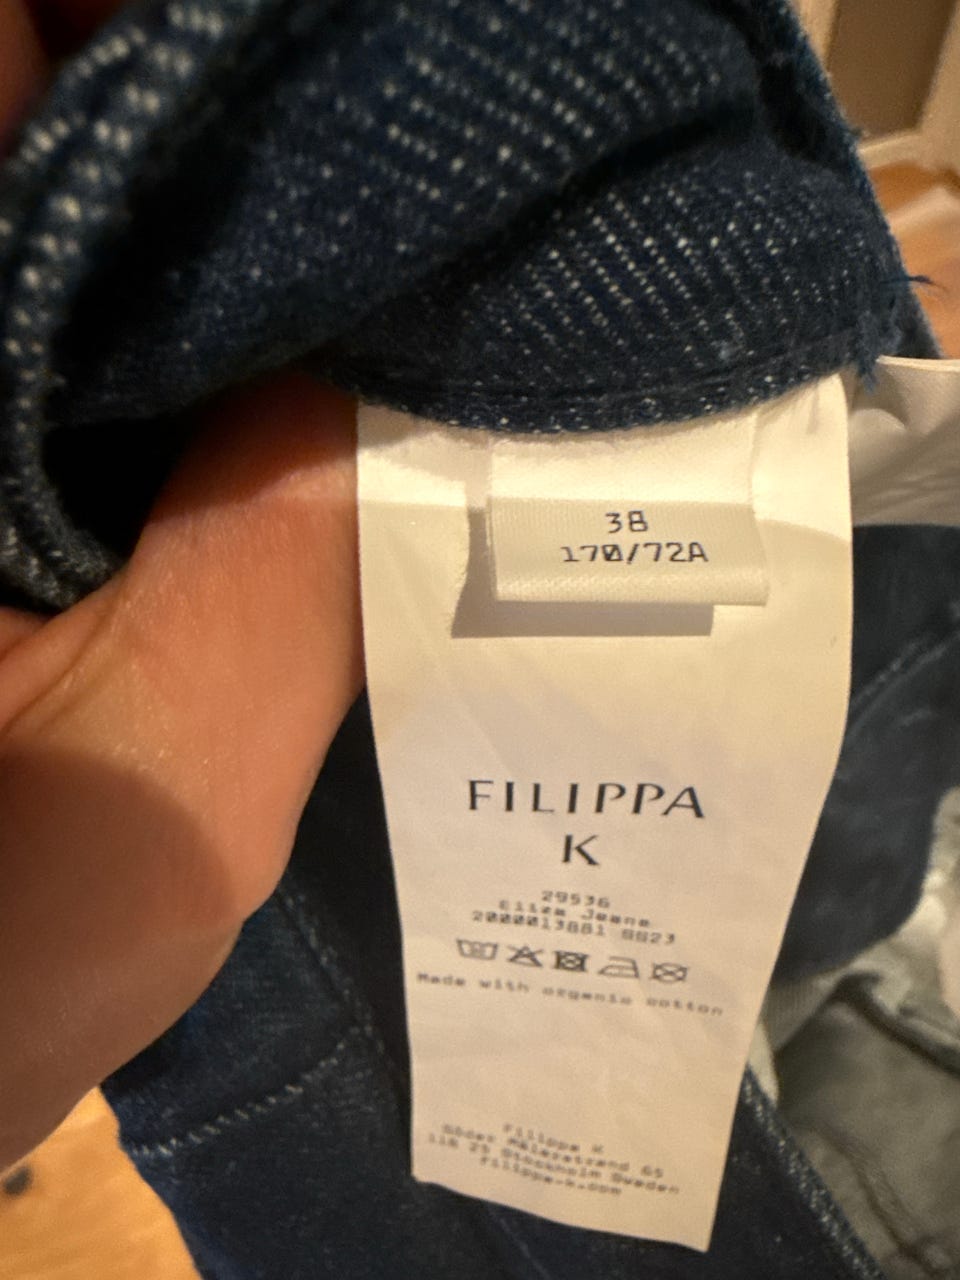 38
170/72A
FILIPPA
K
29536
Eliza Jeans
2000013881 SS23
Made with organic cotton
Filippa K
Söder Mälarstrand 65
118 25 Stockholm Sweden
filippa-k.com